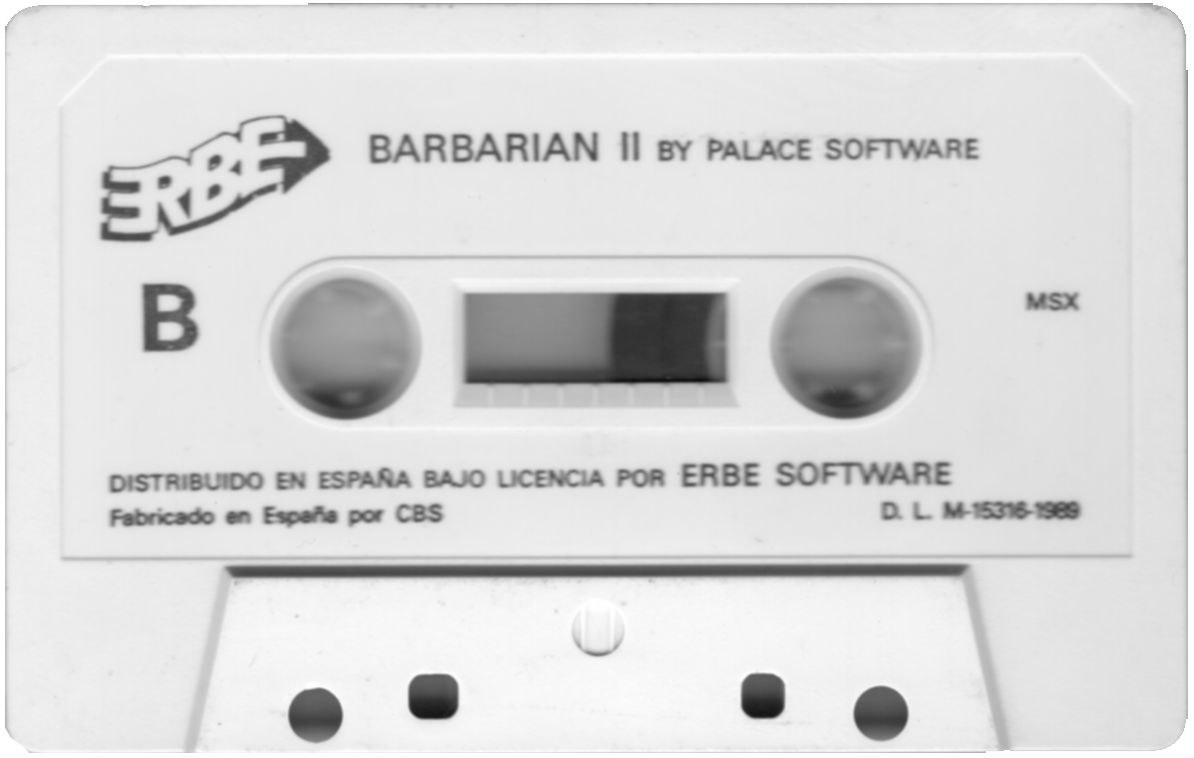 ERBE
BARBARIAN II BY PALACE SOFTWARE
B
MSX
DISTRIBUIDO EN ESPAÑA BAJO LICENCIA POR ERBE SOFTWARE
Fabricado en España por CBS
D. L. M-15316-1989